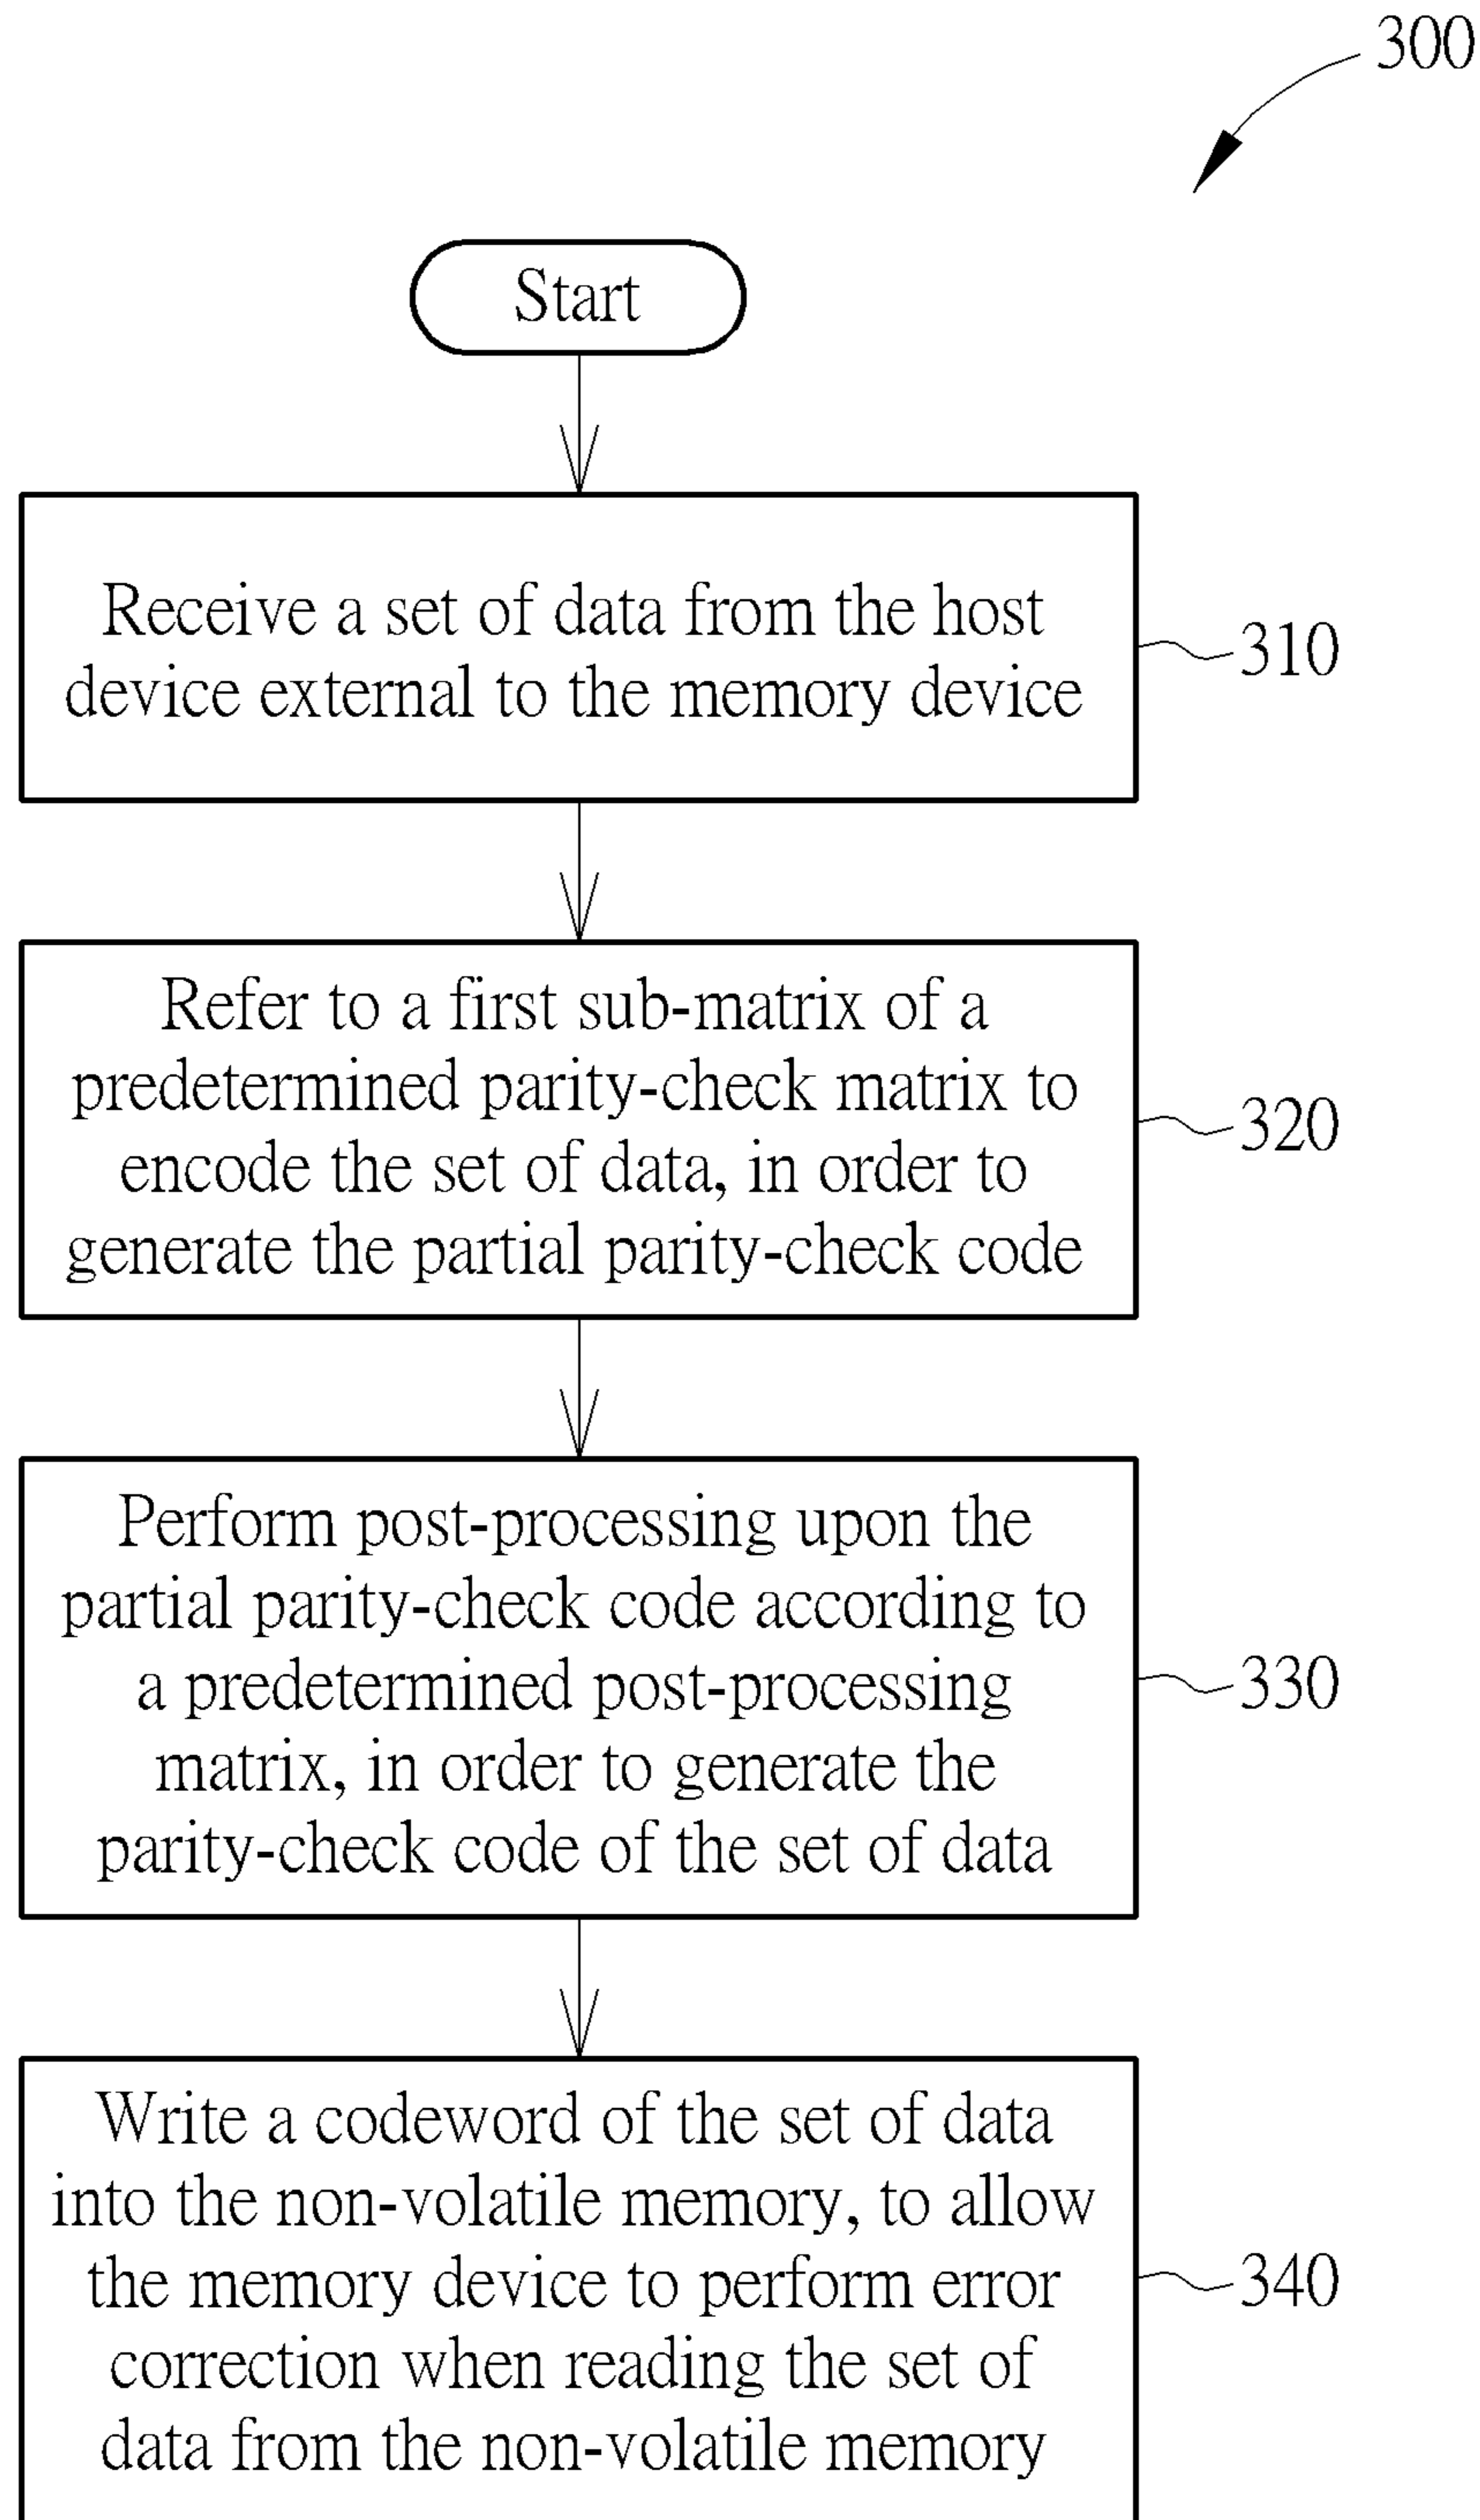 300
Start
Receive a set of data from the host
device external to the memory device
310
Refer to a first sub-matrix of a
predetermined parity-check matrix to
encode the set of data, in order to
generate the partial parity-check code
320
Perform post-processing upon the
partial parity-check code according to
a predetermined post-processing
matrix, in order to generate the
parity-check code of the set of data
330
Write a codeword of the set of data
into the non-volatile memory, to allow
the memory device to perform error
correction when reading the set of
data from the non-volatile memory
340